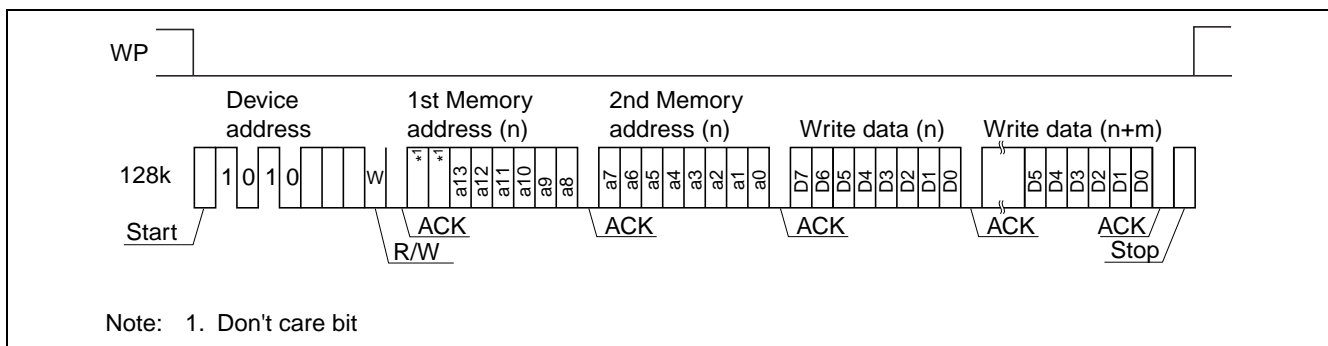 WP
Device address
1st Memory address (n)
2nd Memory address (n)
Write data (n)
Write data (n+m)
128k
1 0 1 0
W
*1 *1 a13 a12 a11 a10 a9 a8
a7 a6 a5 a4 a3 a2 a1 a0
D7 D6 D5 D4 D3 D2 D1 D0
D5 D4 D3 D2 D1 D0
Start
R/W
ACK
ACK
ACK
ACK
ACK
Stop
Note: 1. Don't care bit